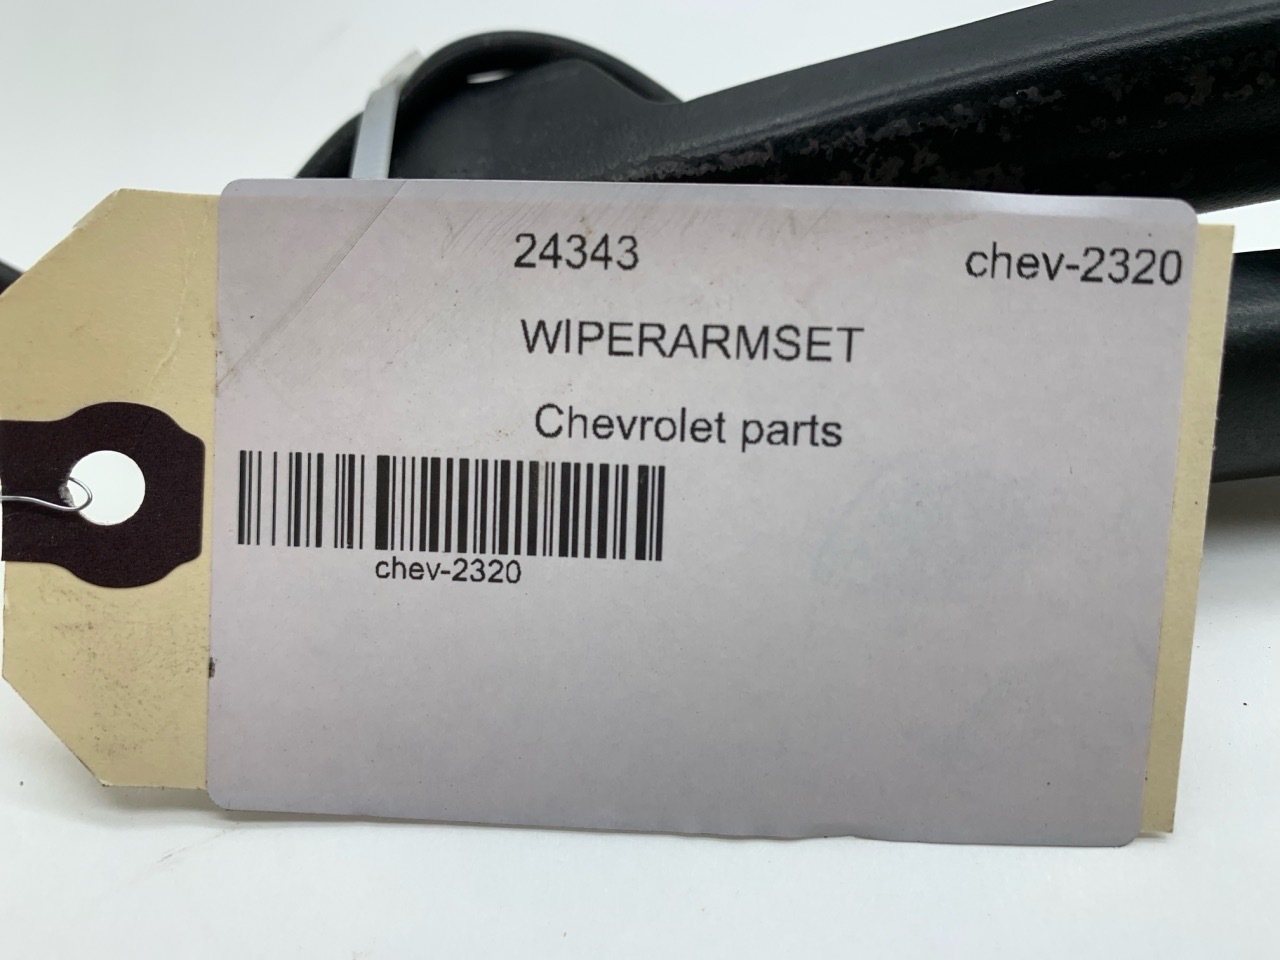 24343 chev-2320
WIPERARMSET
Chevrolet parts
chev-2320